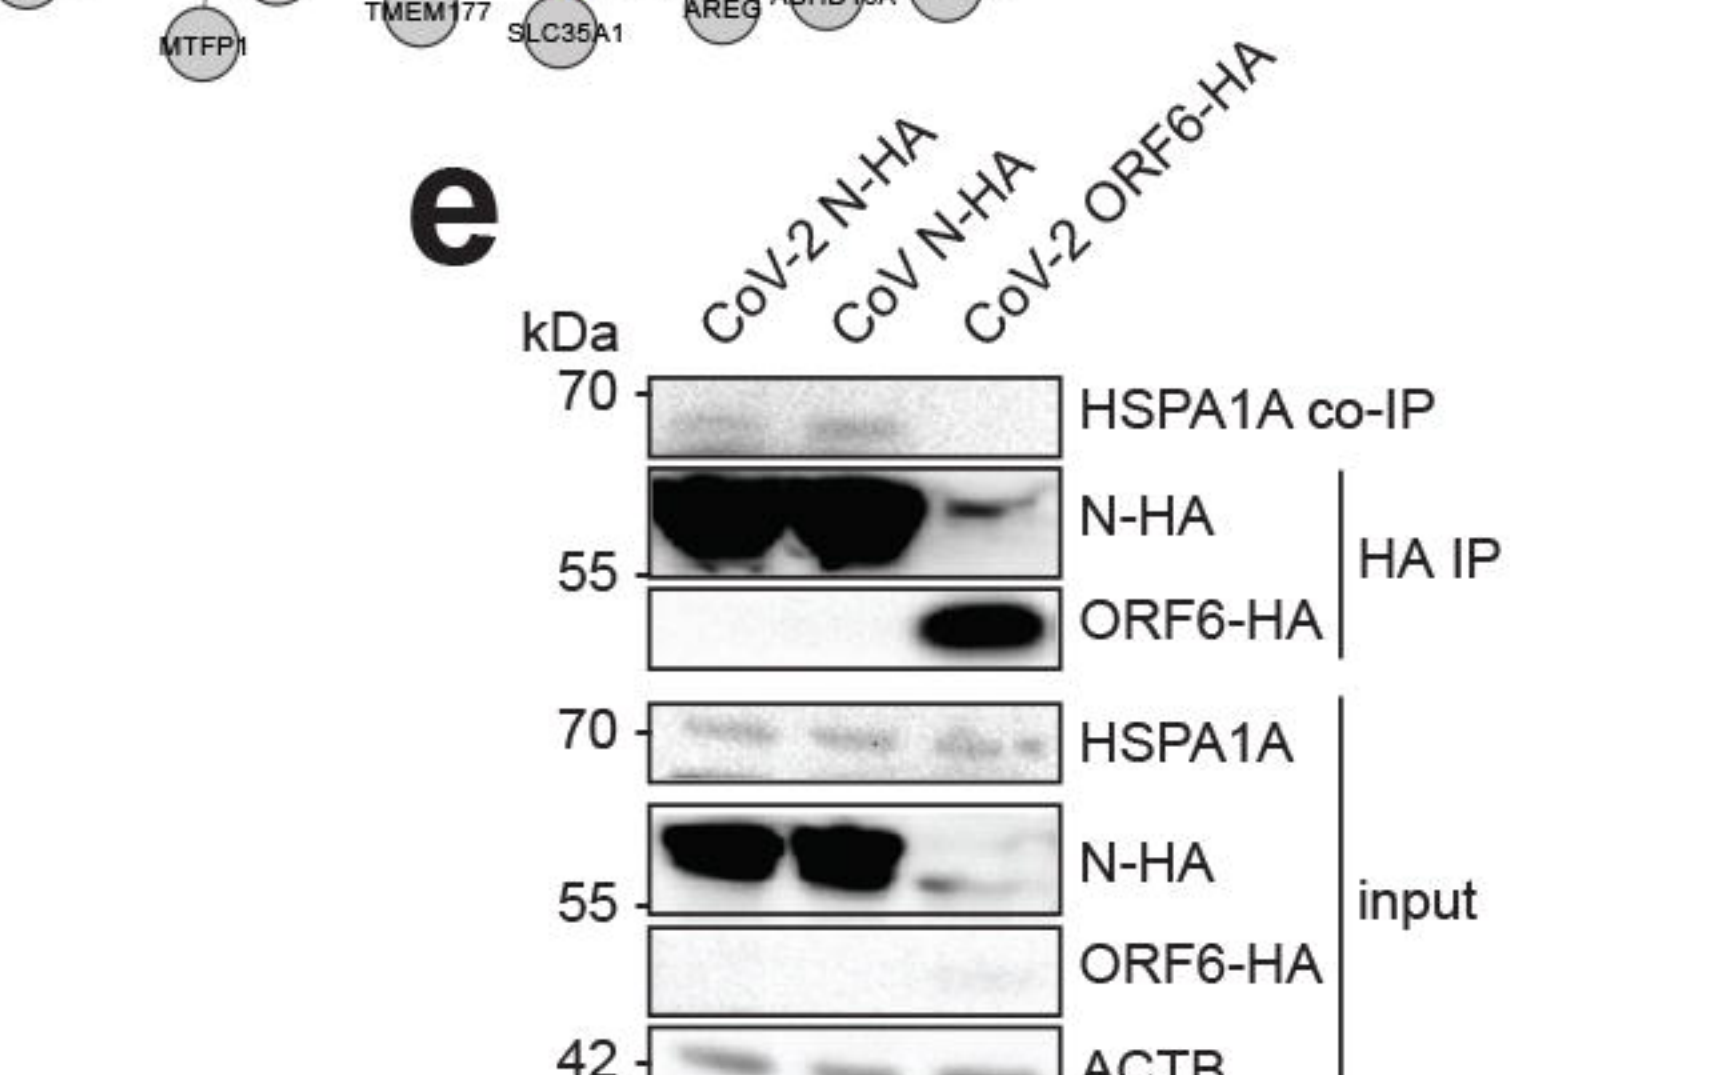 TMEM177
AREG
SLC35A1
MTFP1
e
CoV-2 N-HA
CoV N-HA
CoV-2 ORF6-HA
kDa
70
HSPA1A co-IP
N-HA
HA IP
55
ORF6-HA
70
HSPA1A
N-HA
55
input
ORF6-HA
42
ACTB